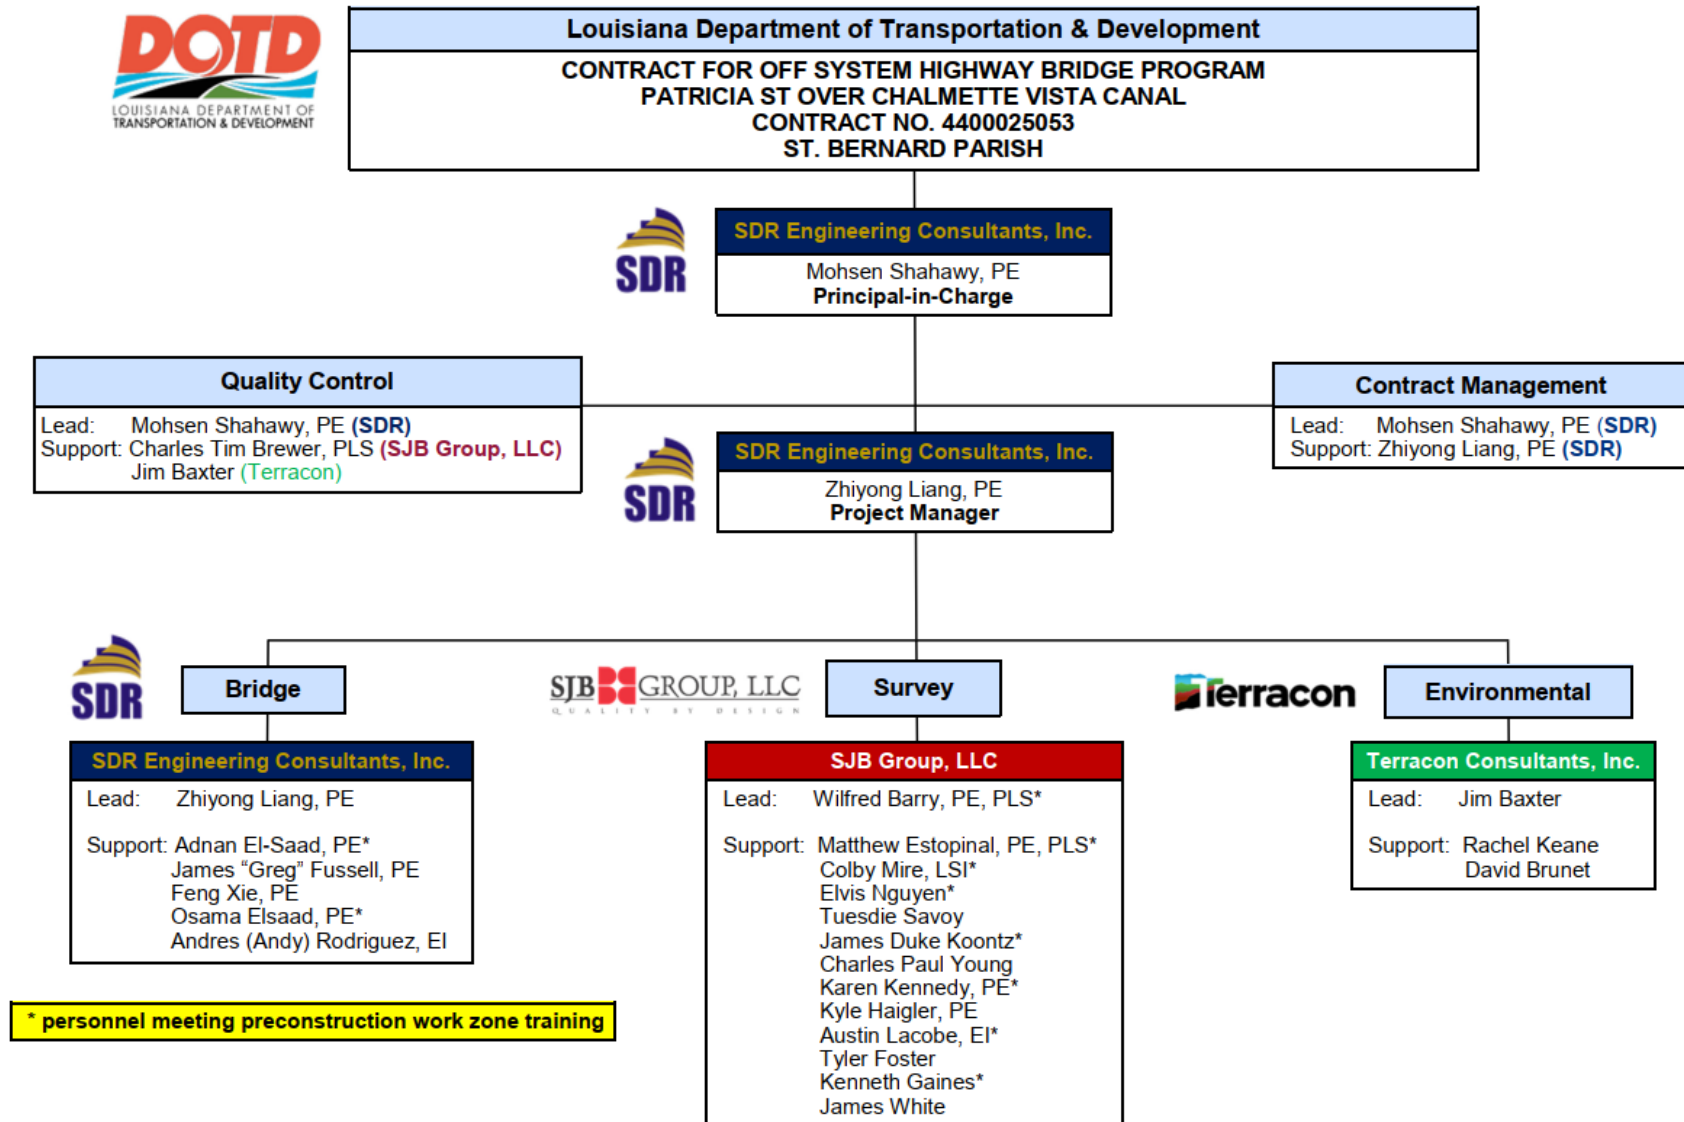 DOTD
LOUISIANA DEPARTMENT OF
TRANSPORTATION & DEVELOPMENT
Louisiana Department of Transportation & Development
CONTRACT FOR OFF SYSTEM HIGHWAY BRIDGE PROGRAM
PATRICIA ST OVER CHALMETTE VISTA CANAL
CONTRACT NO. 4400025053
ST. BERNARD PARISH
SDR
SDR Engineering Consultants, Inc.
Mohsen Shahawy, PE
Principal-in-Charge
Quality Control
Lead: Mohsen Shahawy, PE (SDR)
Support: Charles Tim Brewer, PLS (SJB Group, LLC)
Jim Baxter (Terracon)
SDR
SDR Engineering Consultants, Inc.
Zhiyong Liang, PE
Project Manager
Contract Management
Lead: Mohsen Shahawy, PE (SDR)
Support: Zhiyong Liang, PE (SDR)
SDR
Bridge
SDR Engineering Consultants, Inc.
Lead: Zhiyong Liang, PE
Support: Adnan El-Saad, PE*
James “Greg” Fussell, PE
Feng Xie, PE
Osama Elsaad, PE*
Andres (Andy) Rodriguez, EI
* personnel meeting preconstruction work zone training
SJB GROUP, LLC
QUALITY BY DESIGN
Survey
SJB Group, LLC
Lead: Wilfred Barry, PE, PLS*
Support: Matthew Estopinal, PE, PLS*
Colby Mire, LSI*
Elvis Nguyen*
Tuesdie Savoy
James Duke Koontz*
Charles Paul Young
Karen Kennedy, PE*
Kyle Haigler, PE
Austin Lacobe, EI*
Tyler Foster
Kenneth Gaines*
James White
Terracon
Environmental
Terracon Consultants, Inc.
Lead: Jim Baxter
Support: Rachel Keane
David Brunet